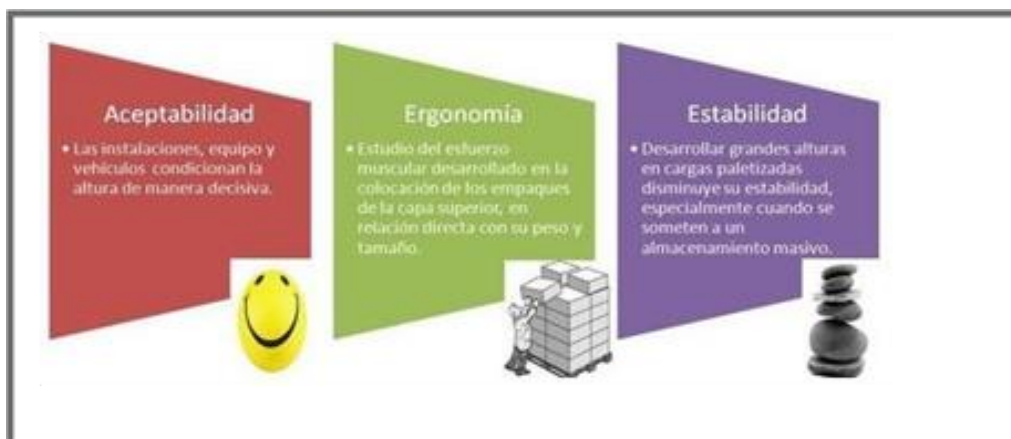 Aceptabilidad
• Las instalaciones, equipo y
vehículos condicionan la
altura de manera decisiva.
Ergonomía
• Estudio del esfuerzo
muscular desarrollado en la
colocación de los empaques
de la capa superior, en
relación directa con su peso y
tamaño.
Estabilidad
• Desarrollar grandes alturas
en cargas paletizadas
disminuye su estabilidad,
especialmente cuando se
someten a un
almacenamiento masivo.